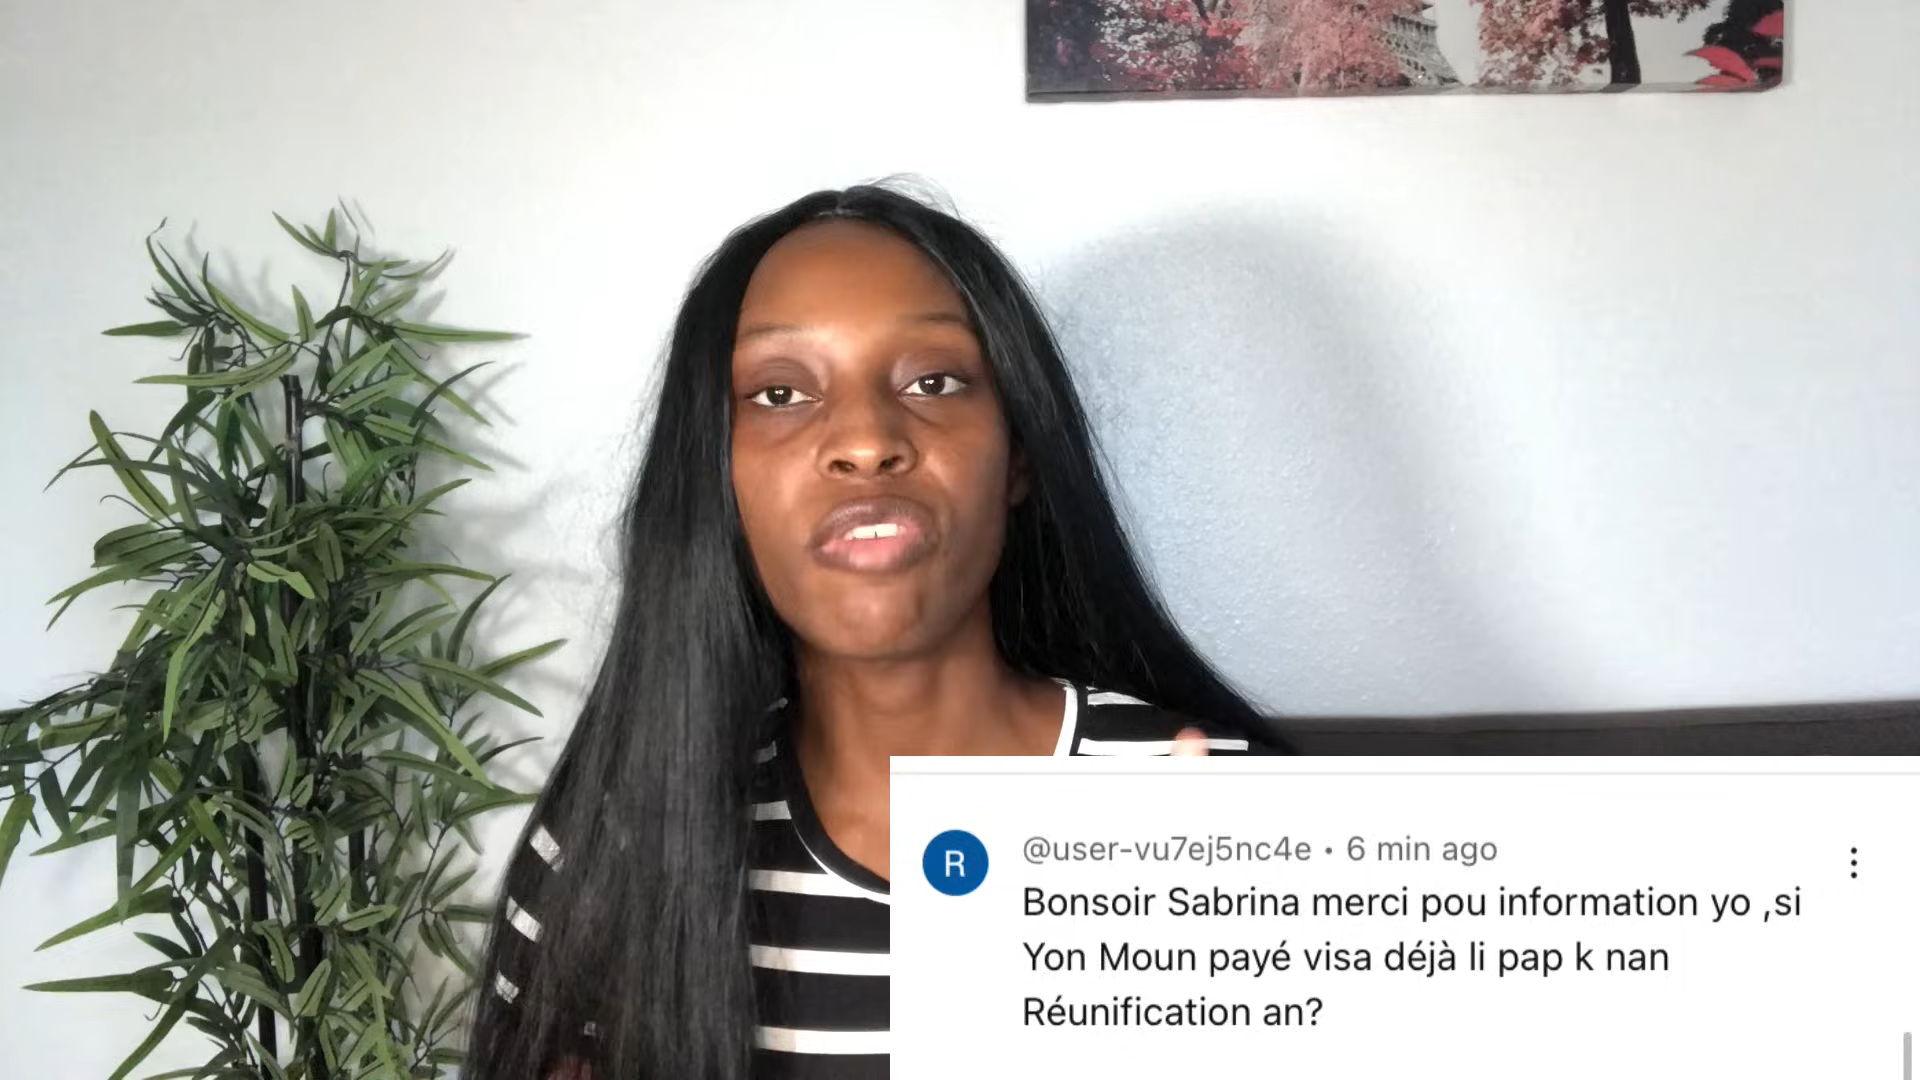 R
@user-vu7ej5nc4e • 6 min ago
Bonsoir Sabrina merci pou information yo ,si
Yon Moun payé visa déjà li pap k nan
Réunification an?